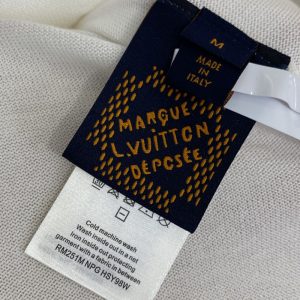 M
MADE IN
ITALY
MARQUE
L.VUITTON
DÉPOSÉE
Cold machine wash
Wash inside out in a net
Iron inside out protecting
garment with a fabric in between
RM251M NPG HSY98W